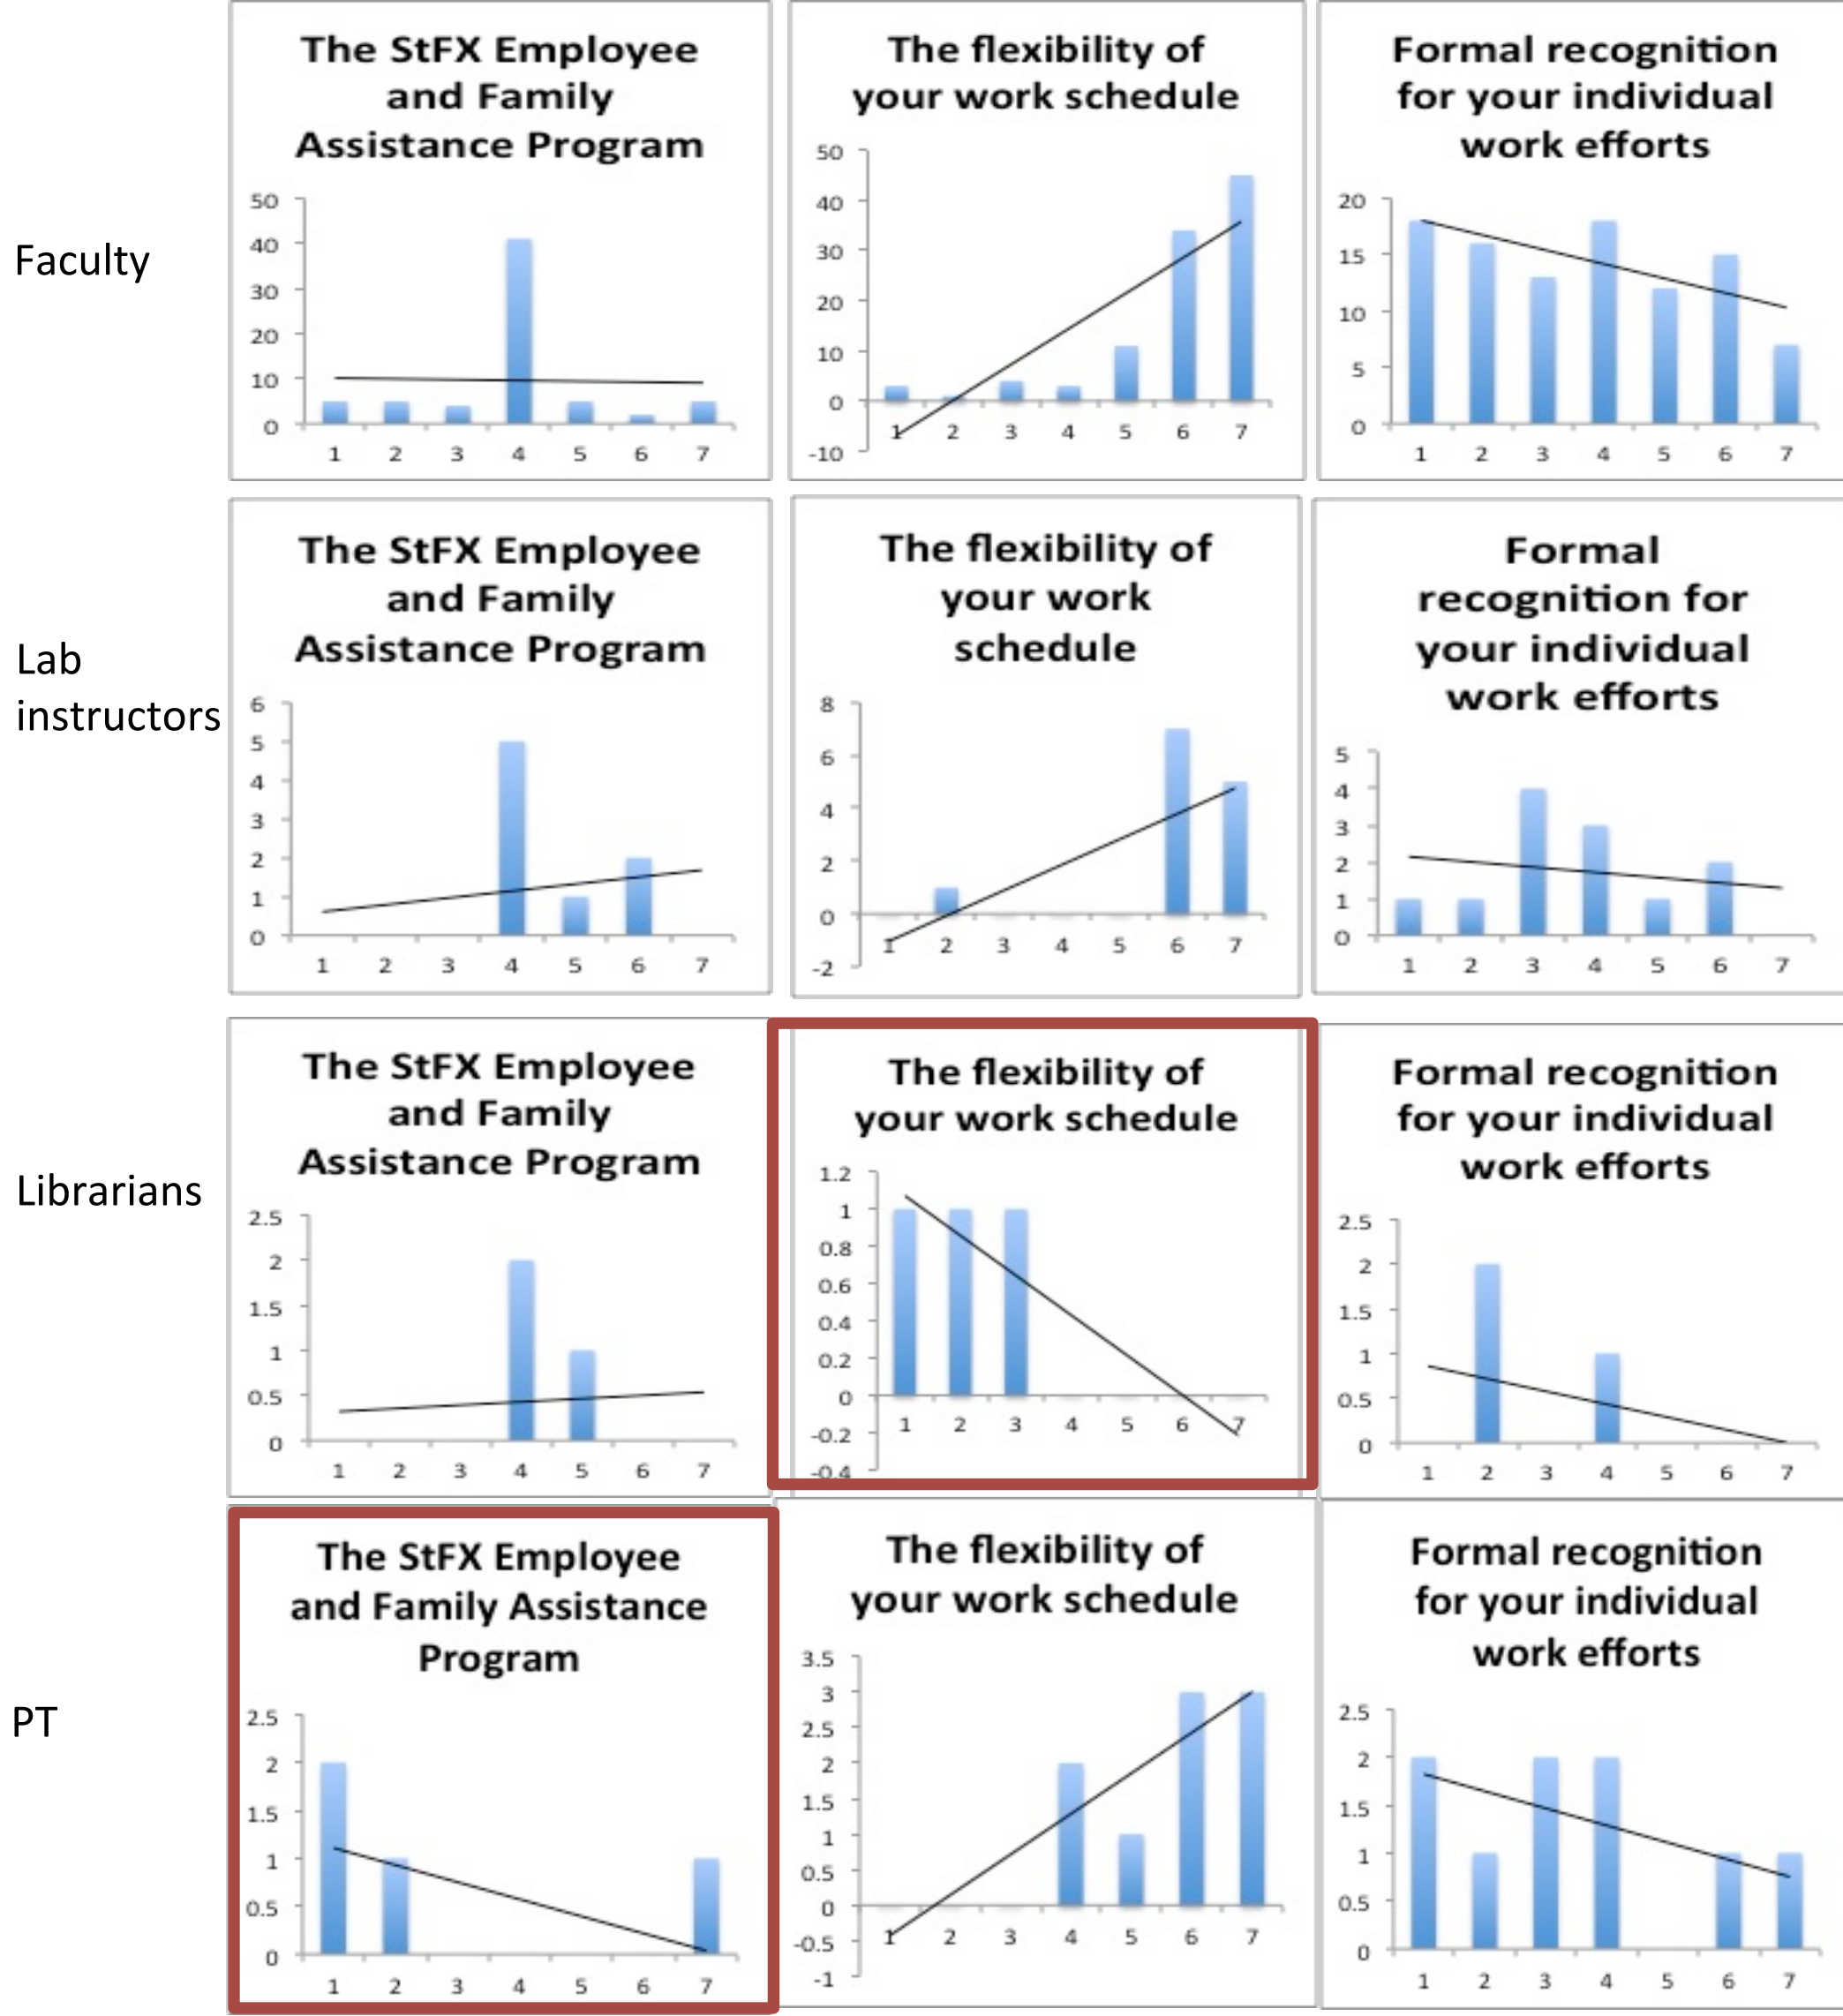 The StFX Employee
and Family
Assistance Program
50
40
30
20
10
0
1 2 3 4 5 6 7
The flexibility of
your work schedule
50
40
30
20
10
0
-10
1 2 3 4 5 6 7
Formal recognition
for your individual
work efforts
20
15
10
5
0
1 2 3 4 5 6 7
Faculty
The StFX Employee
and Family
Assistance Program
6
5
4
3
2
1
0
1 2 3 4 5 6 7
The flexibility of
your work
schedule
8
6
4
2
0
-2
1 2 3 4 5 6 7
Formal
recognition for
your individual
work efforts
5
4
3
2
1
0
1 2 3 4 5 6 7
Lab
instructors
The StFX Employee
and Family
Assistance Program
2.5
2
1.5
1
0.5
0
1 2 3 4 5 6 7
The flexibility of
your work schedule
1.2
1
0.8
0.6
0.4
0.2
0
-0.2
-0.4
1 2 3 4 5 6 7
Formal recognition
for your individual
work efforts
2.5
2
1.5
1
0.5
0
1 2 3 4 5 6 7
Librarians
The StFX Employee
and Family Assistance
Program
2.5
2
1.5
1
0.5
0
1 2 3 4 5 6 7
The flexibility of
your work schedule
3.5
3
2.5
2
1.5
1
0.5
0
-0.5
-1
1 2 3 4 5 6 7
Formal recognition
for your individual
work efforts
2.5
2
1.5
1
0.5
0
1 2 3 4 5 6 7
PT